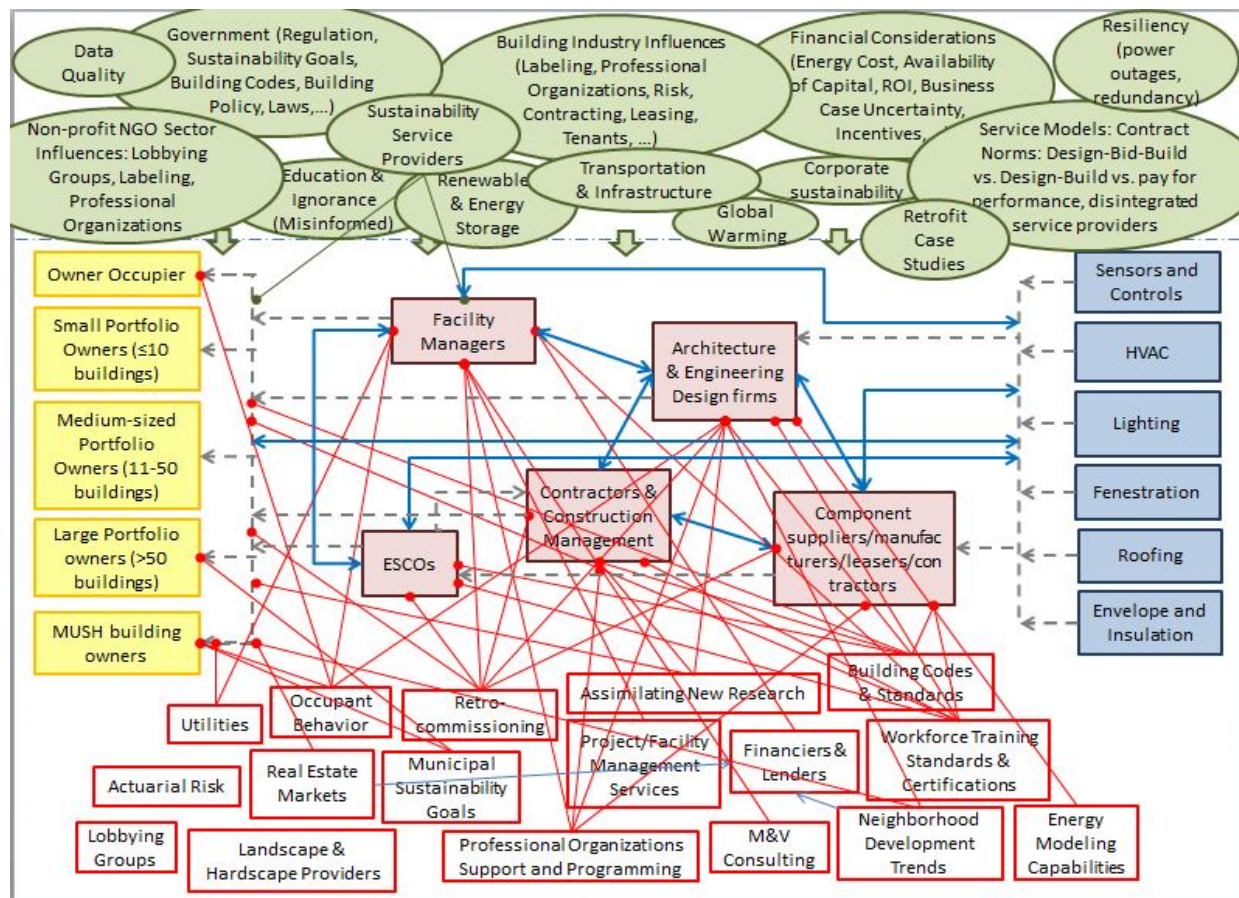 Data
Quality
Government (Regulation,
Sustainability Goals,
Building Codes, Building
Policy, Laws,...)
Building Industry Influences
(Labeling, Professional
Organizations, Risk,
Contracting, Leasing,
Tenants, ...)
Financial Considerations
(Energy Cost, Availability
of Capital, ROI, Business
Case Uncertainty,
Incentives,
Resiliency
(power
outages,
redundancy)
Non-profit NGO Sector
Influences: Lobbying
Groups, Labeling,
Professional
Organizations
Sustainability
Service
Providers
Education &
Ignorance
(Misinformed)
Renewable
& Energy
Storage
Transportation
& Infrastructure
Global
Warming
Corporate
sustainability
Service Models: Contract
Norms: Design-Bid-Build
vs. Design-Build vs. pay for
performance, disintegrated
service providers
Retrofit
Case
Studies
Owner Occupier
Small Portfolio
Owners (≤10
buildings)
Medium-sized
Portfolio
Owners (11-50
buildings)
Large Portfolio
owners (>50
buildings)
MUSH building
owners
Facility
Managers
Architecture
& Engineering
Design firms
Contractors &
Construction
Management
ESCOs
Component
suppliers/manufac
turers/leasers/con
tractors
Sensors and
Controls
HVAC
Lighting
Fenestration
Roofing
Envelope and
Insulation
Utilities
Occupant
Behavior
Retro-
commissioning
Assimilating New Research
Building Codes
& Standards
Actuarial Risk
Real Estate
Markets
Municipal
Sustainability
Goals
Project/Facility
Management
Services
Financiers &
Lenders
Workforce Training
Standards &
Certifications
Lobbying
Groups
Landscape &
Hardscape Providers
Professional Organizations
Support and Programming
M&V
Consulting
Neighborhood
Development
Trends
Energy
Modeling
Capabilities